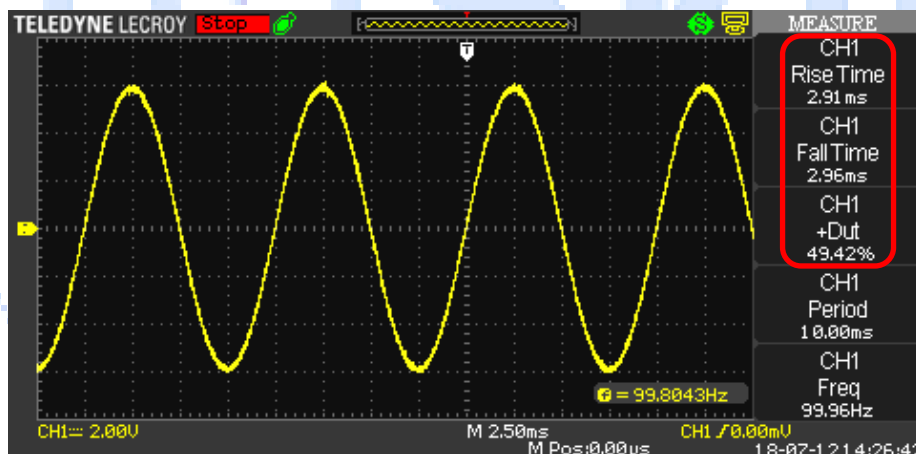 TELEDYNE LECROY Stop
T
MEASURE
CH1
Rise Time
2.91ms
CH1
Fall Time
2.96ms
CH1
+Dut
49.42%
CH1
Period
10.00ms
CH1
Freq
99.96Hz
f = 99.8043Hz
CH1 2.00V
M 2.50ms
CH1 0.00mV
M Pos:0.00µs